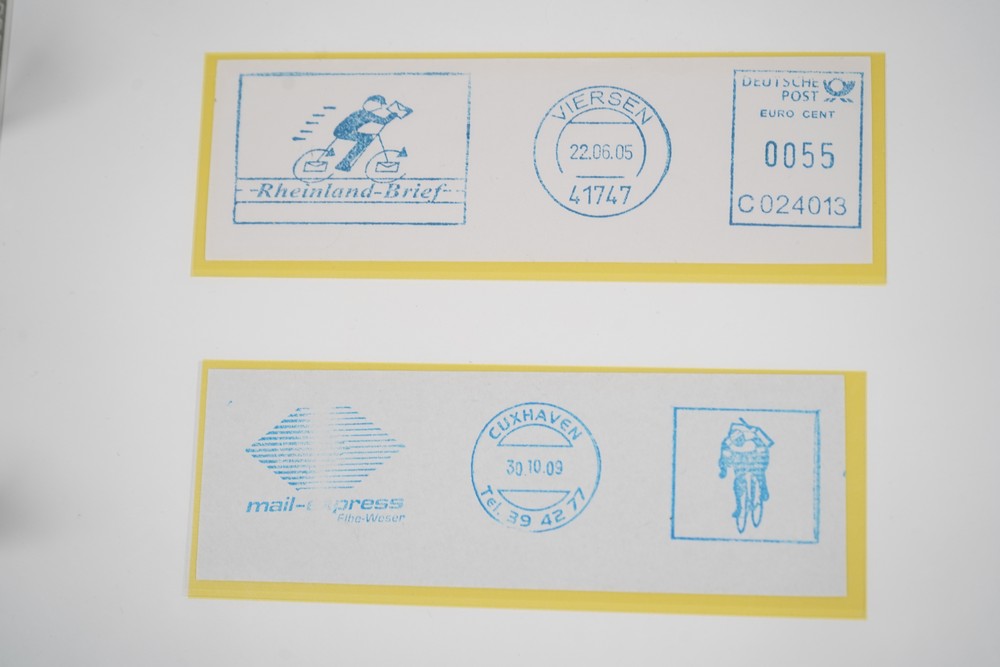 Rheinland-Brief
VIERSEN
22.06.05
41747
DEUTSCHE
POST
EURO CENT
0055
C024013
mail-express
Elbe-Weser
CUXHAVEN
30.10.09
Tel. 39 42 77